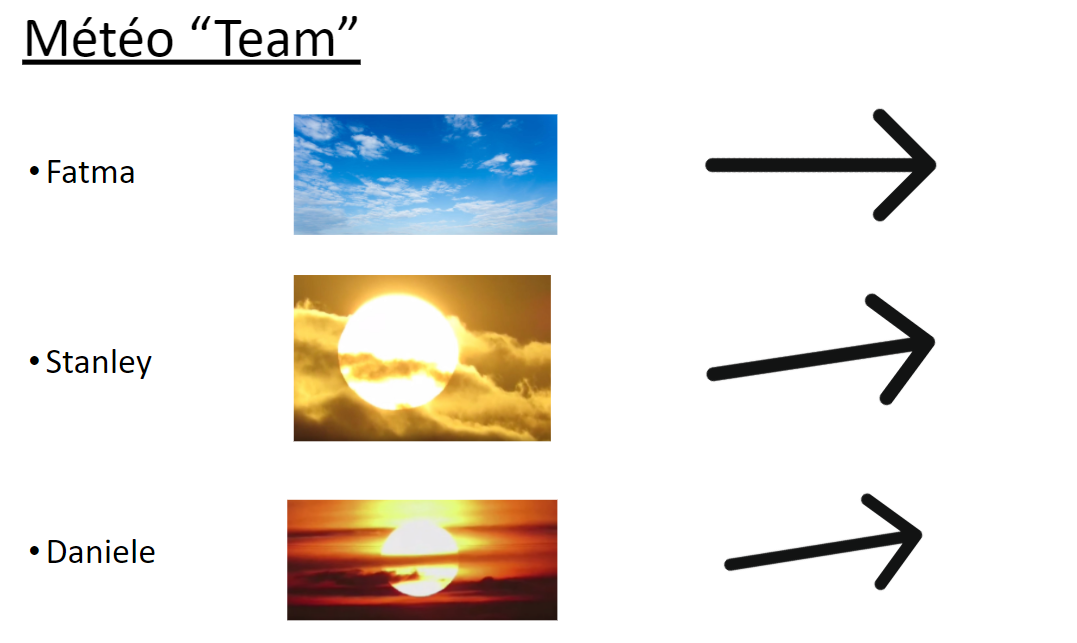 Météo “Team”
• Fatma
• Stanley
• Daniele